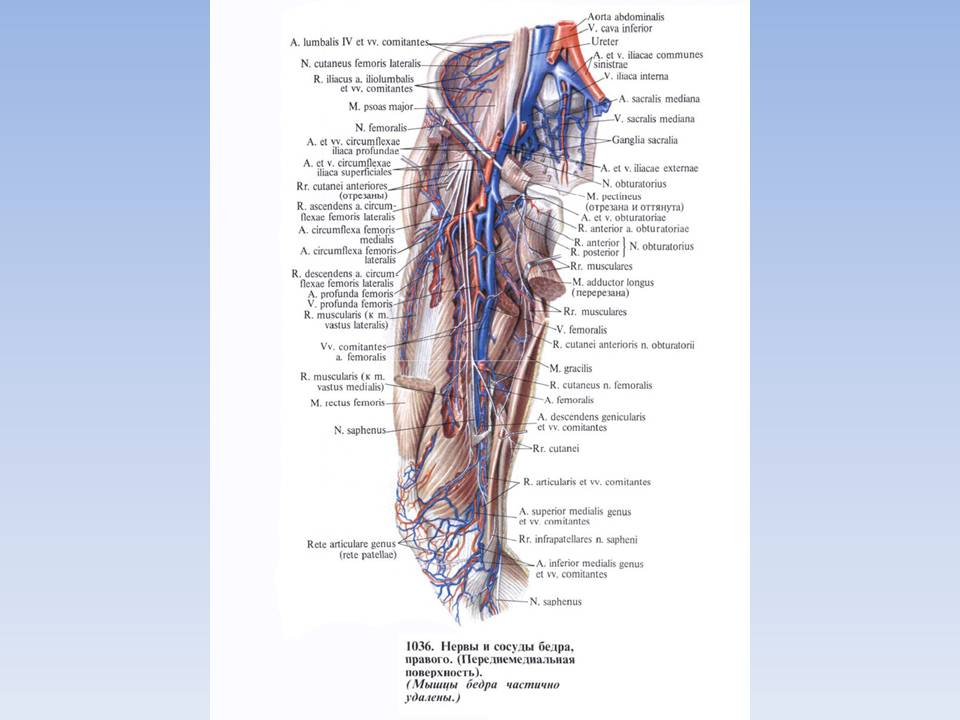 Aorta abdominalis
V. cava inferior
Ureter
A. et v. iliacae communes
sinistrae
V. iliaca interna
A. sacralis mediana
V. sacralis mediana
Ganglia sacralia
A. et v. iliacae externae
N. obturatorius
M. pectineus
(отрезана и оттянута)
A. et v. obturatoriae
R. anterior a. obturatoriae
R. anterior
R. posterior
N. obturatorius
Rr. musculares
M. adductor longus
(перерезана)
Rr. musculares
V. femoralis
R. cutanei anterioris n. obturatorii
M. gracilis
R. cutaneus n. femoralis
A. femoralis
A. descendens genicularis
et vv. comitantes
Rr. cutanei
R. articularis et vv. comitantes
A. superior medialis genus
et vv. comitantes
Rr. infrapatellares n. sapheni
A. inferior medialis genus
et vv. comitantes
N. saphenus
A. lumbalis IV et vv. comitantes
N. cutaneus femoris lateralis
R. iliacus a. iliolumbalis
et vv. comitantes
M. psoas major
N. femoralis
A. et vv. circumflexae
iliaca profundae
A. et v. circumflexae
iliaca superficiales
Rr. cutanei anteriores
(отрезаны)
R. ascendens a. circum-
flexae femoris lateralis
A. circumflexa femoris
medialis
A. circumflexa femoris
lateralis
R. descendens a. circum-
flexae femoris lateralis
A. profunda femoris
V. profunda femoris
R. muscularis (к m.
vastus lateralis)
Vv. comitantes
a. femoralis
R. muscularis (к m.
vastus medialis)
M. rectus femoris
N. saphenus
Rete articulare genus
(rete patellae)
1036. Нервы и сосуды бедра,
правого. (Переднемедиальная
поверхность).
(Мышцы бедра частично
удалены.)